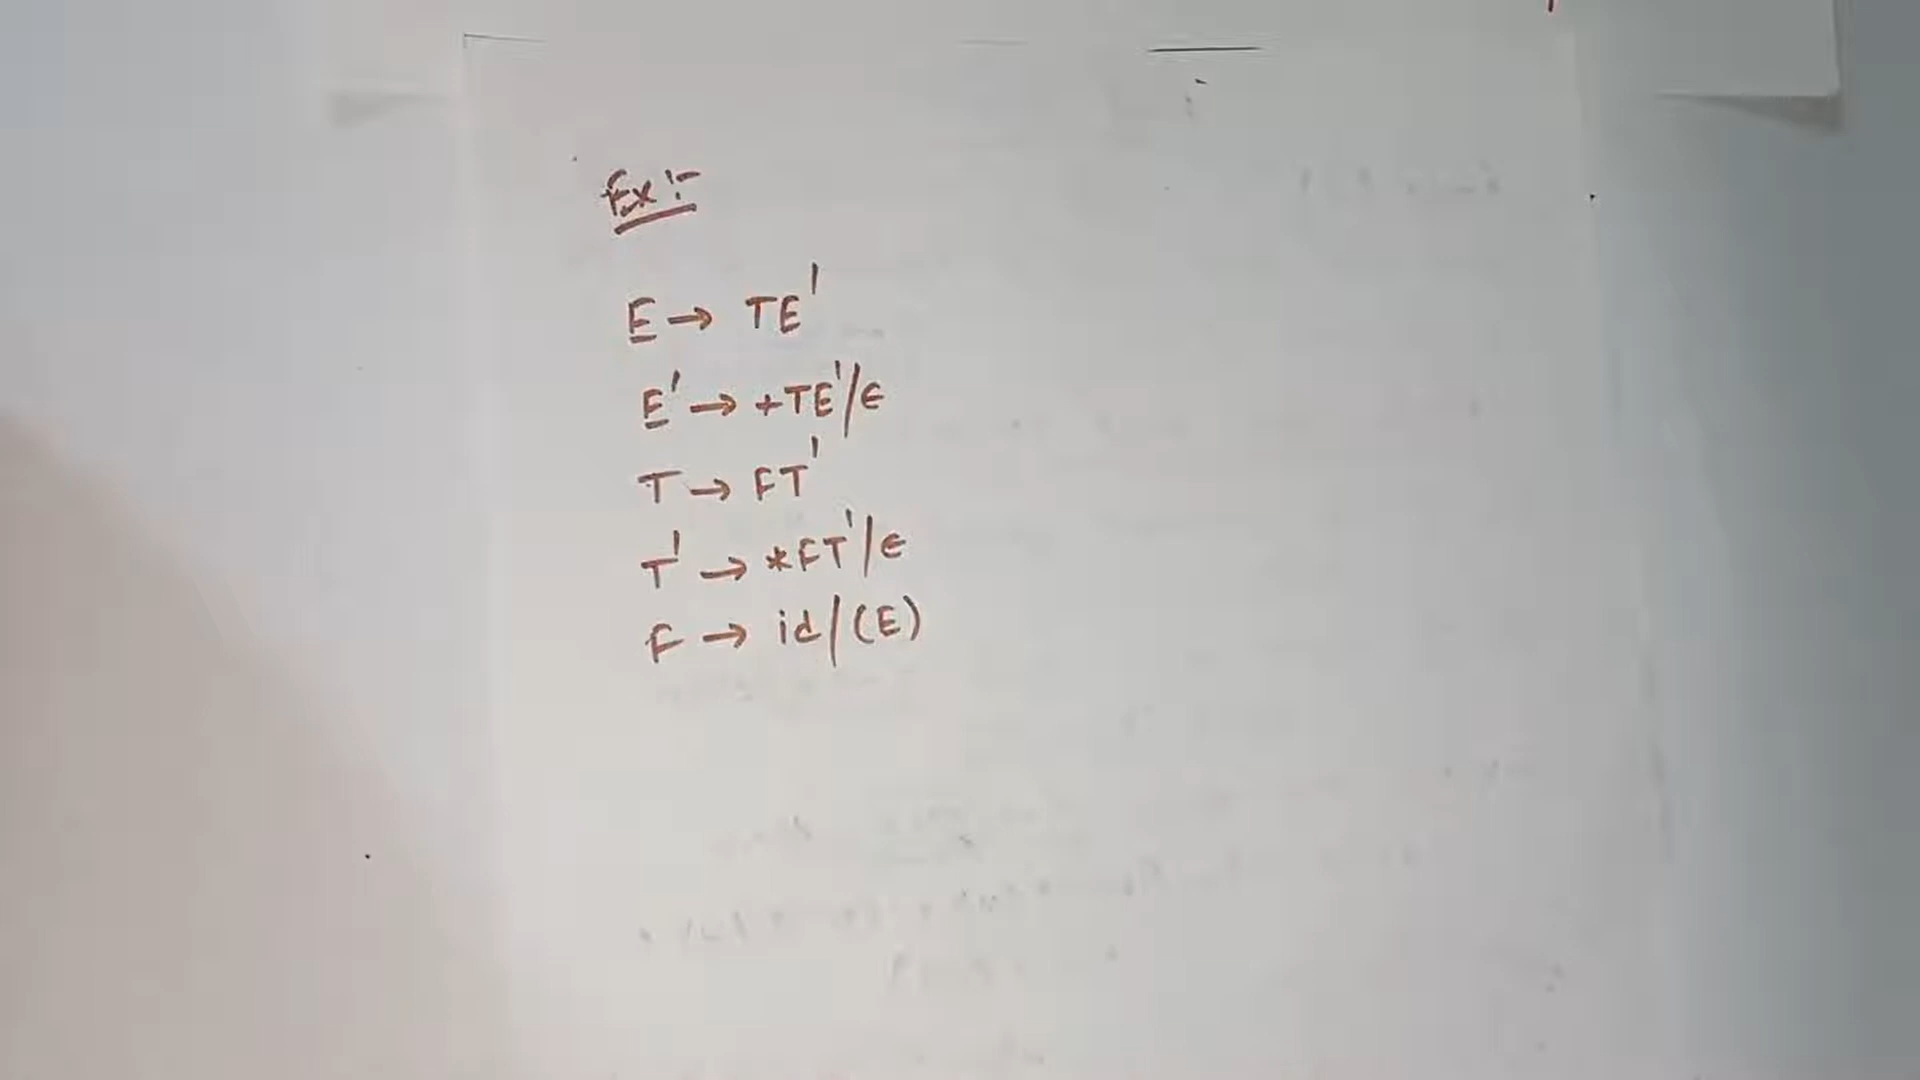 Ex:-
E → TE'
E' → +TE'/ϵ
T → FT'
T' → *FT'/ϵ
F → id/(E)